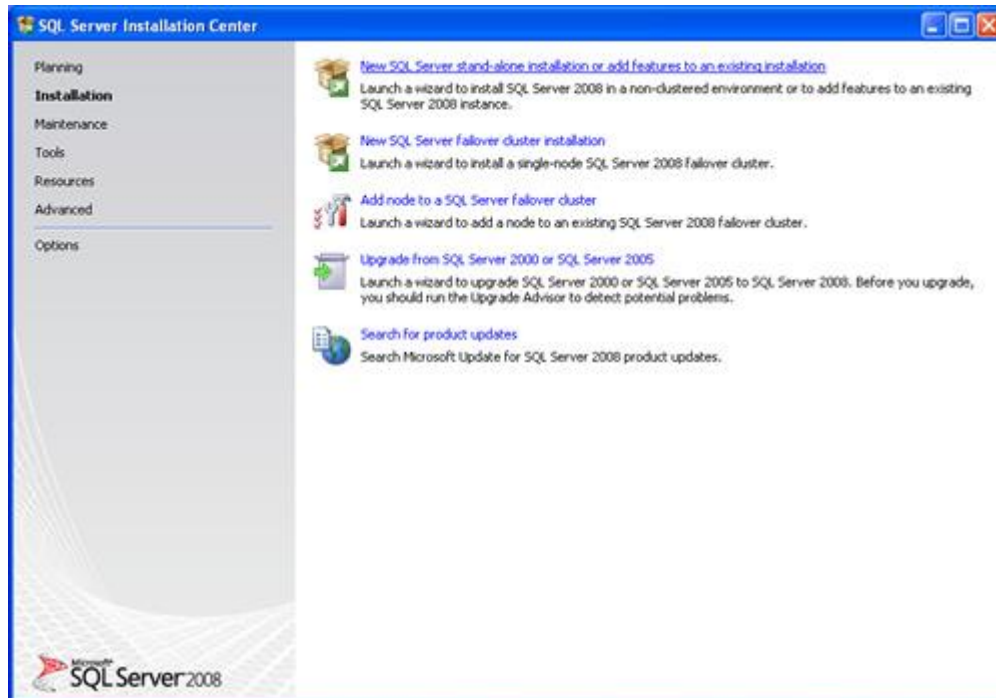 SQL Server Installation Center
Planning
Installation
Maintenance
Tools
Resources
Advanced
Options
New SQL Server stand-alone installation or add features to an existing installation
Launch a wizard to install SQL Server 2008 in a non-clustered environment or to add features to an existing
SQL Server 2008 instance.
New SQL Server failover cluster installation
Launch a wizard to install a single-node SQL Server 2008 failover cluster.
Add node to a SQL Server failover cluster
Launch a wizard to add a node to an existing SQL Server 2008 failover cluster.
Upgrade from SQL Server 2000 or SQL Server 2005
Launch a wizard to upgrade SQL Server 2000 or SQL Server 2005 to SQL Server 2008. Before you upgrade,
you should run the Upgrade Advisor to detect potential problems.
Search for product updates
Search Microsoft Update for SQL Server 2008 product updates.
Microsoft
SQL Server 2008